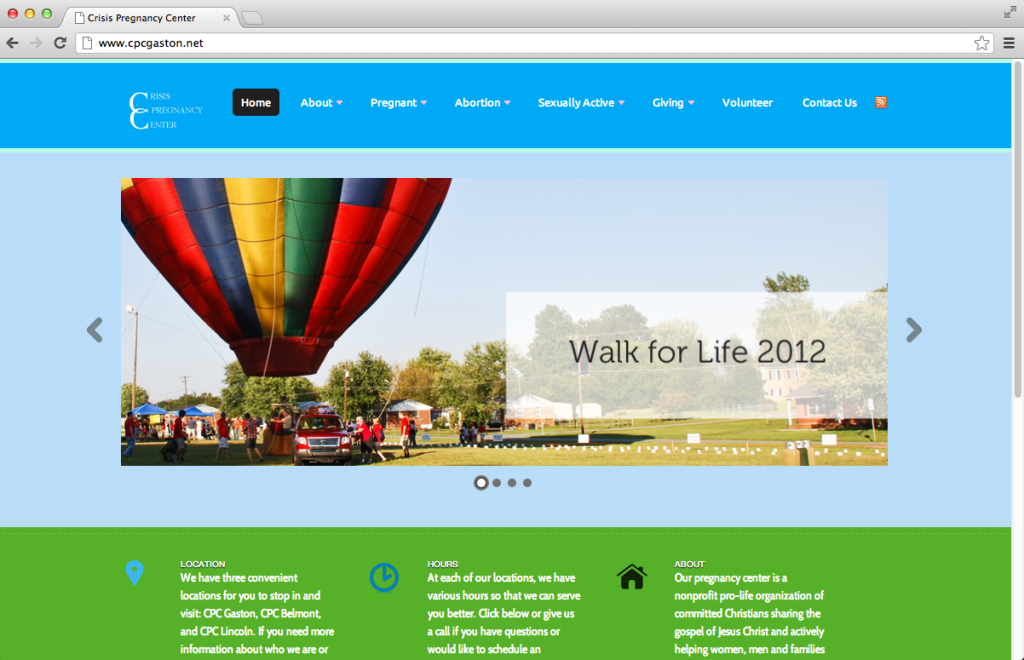 Crisis Pregnancy Center
www.cpcgaston.net
CRISIS
PREGNANCY
CENTER
Home About Pregnant Abortion Sexually Active Giving Volunteer Contact Us
Walk for Life 2012
LOCATION
We have three convenient
locations for you to stop in and
visit: CPC Gaston, CPC Belmont,
and CPC Lincoln. If you need more
information about who we are or
HOURS
At each of our locations, we have
various hours so that we can serve
you better. Click below or give us
a call if you have questions or
would like to schedule an
ABOUT
Our pregnancy center is a
nonprofit pro-life organization of
committed Christians sharing the
gospel of Jesus Christ and actively
helping women, men and families